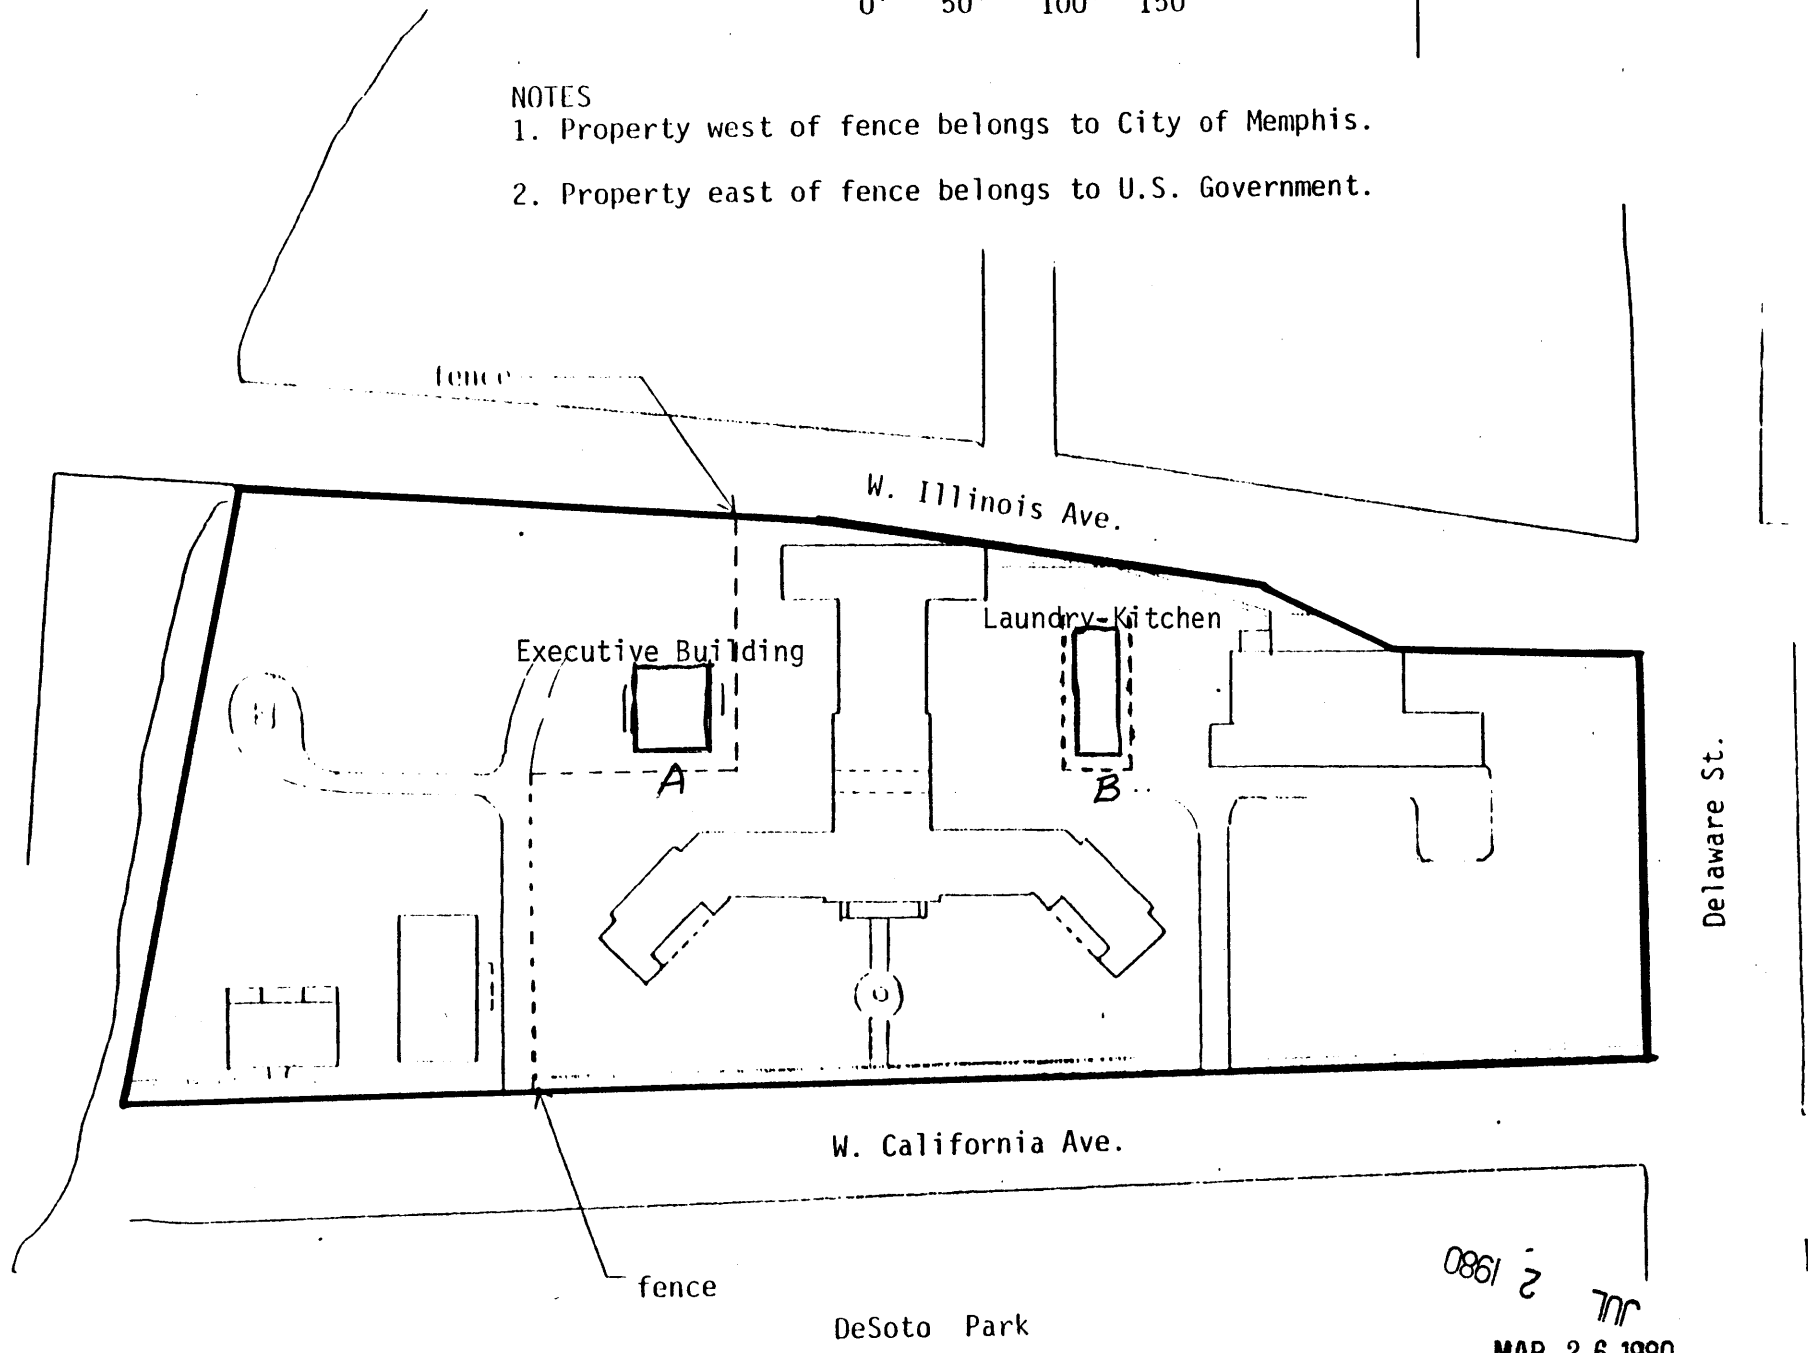 0' 50' 100 150
NOTES
1. Property west of fence belongs to City of Memphis.
2. Property east of fence belongs to U.S. Government.
fence
W. Illinois Ave.
Laundry-Kitchen
Executive Building
A
B
Delaware St.
W. California Ave.
fence
DeSoto Park
JUL 2 1980
MAR 26 1980